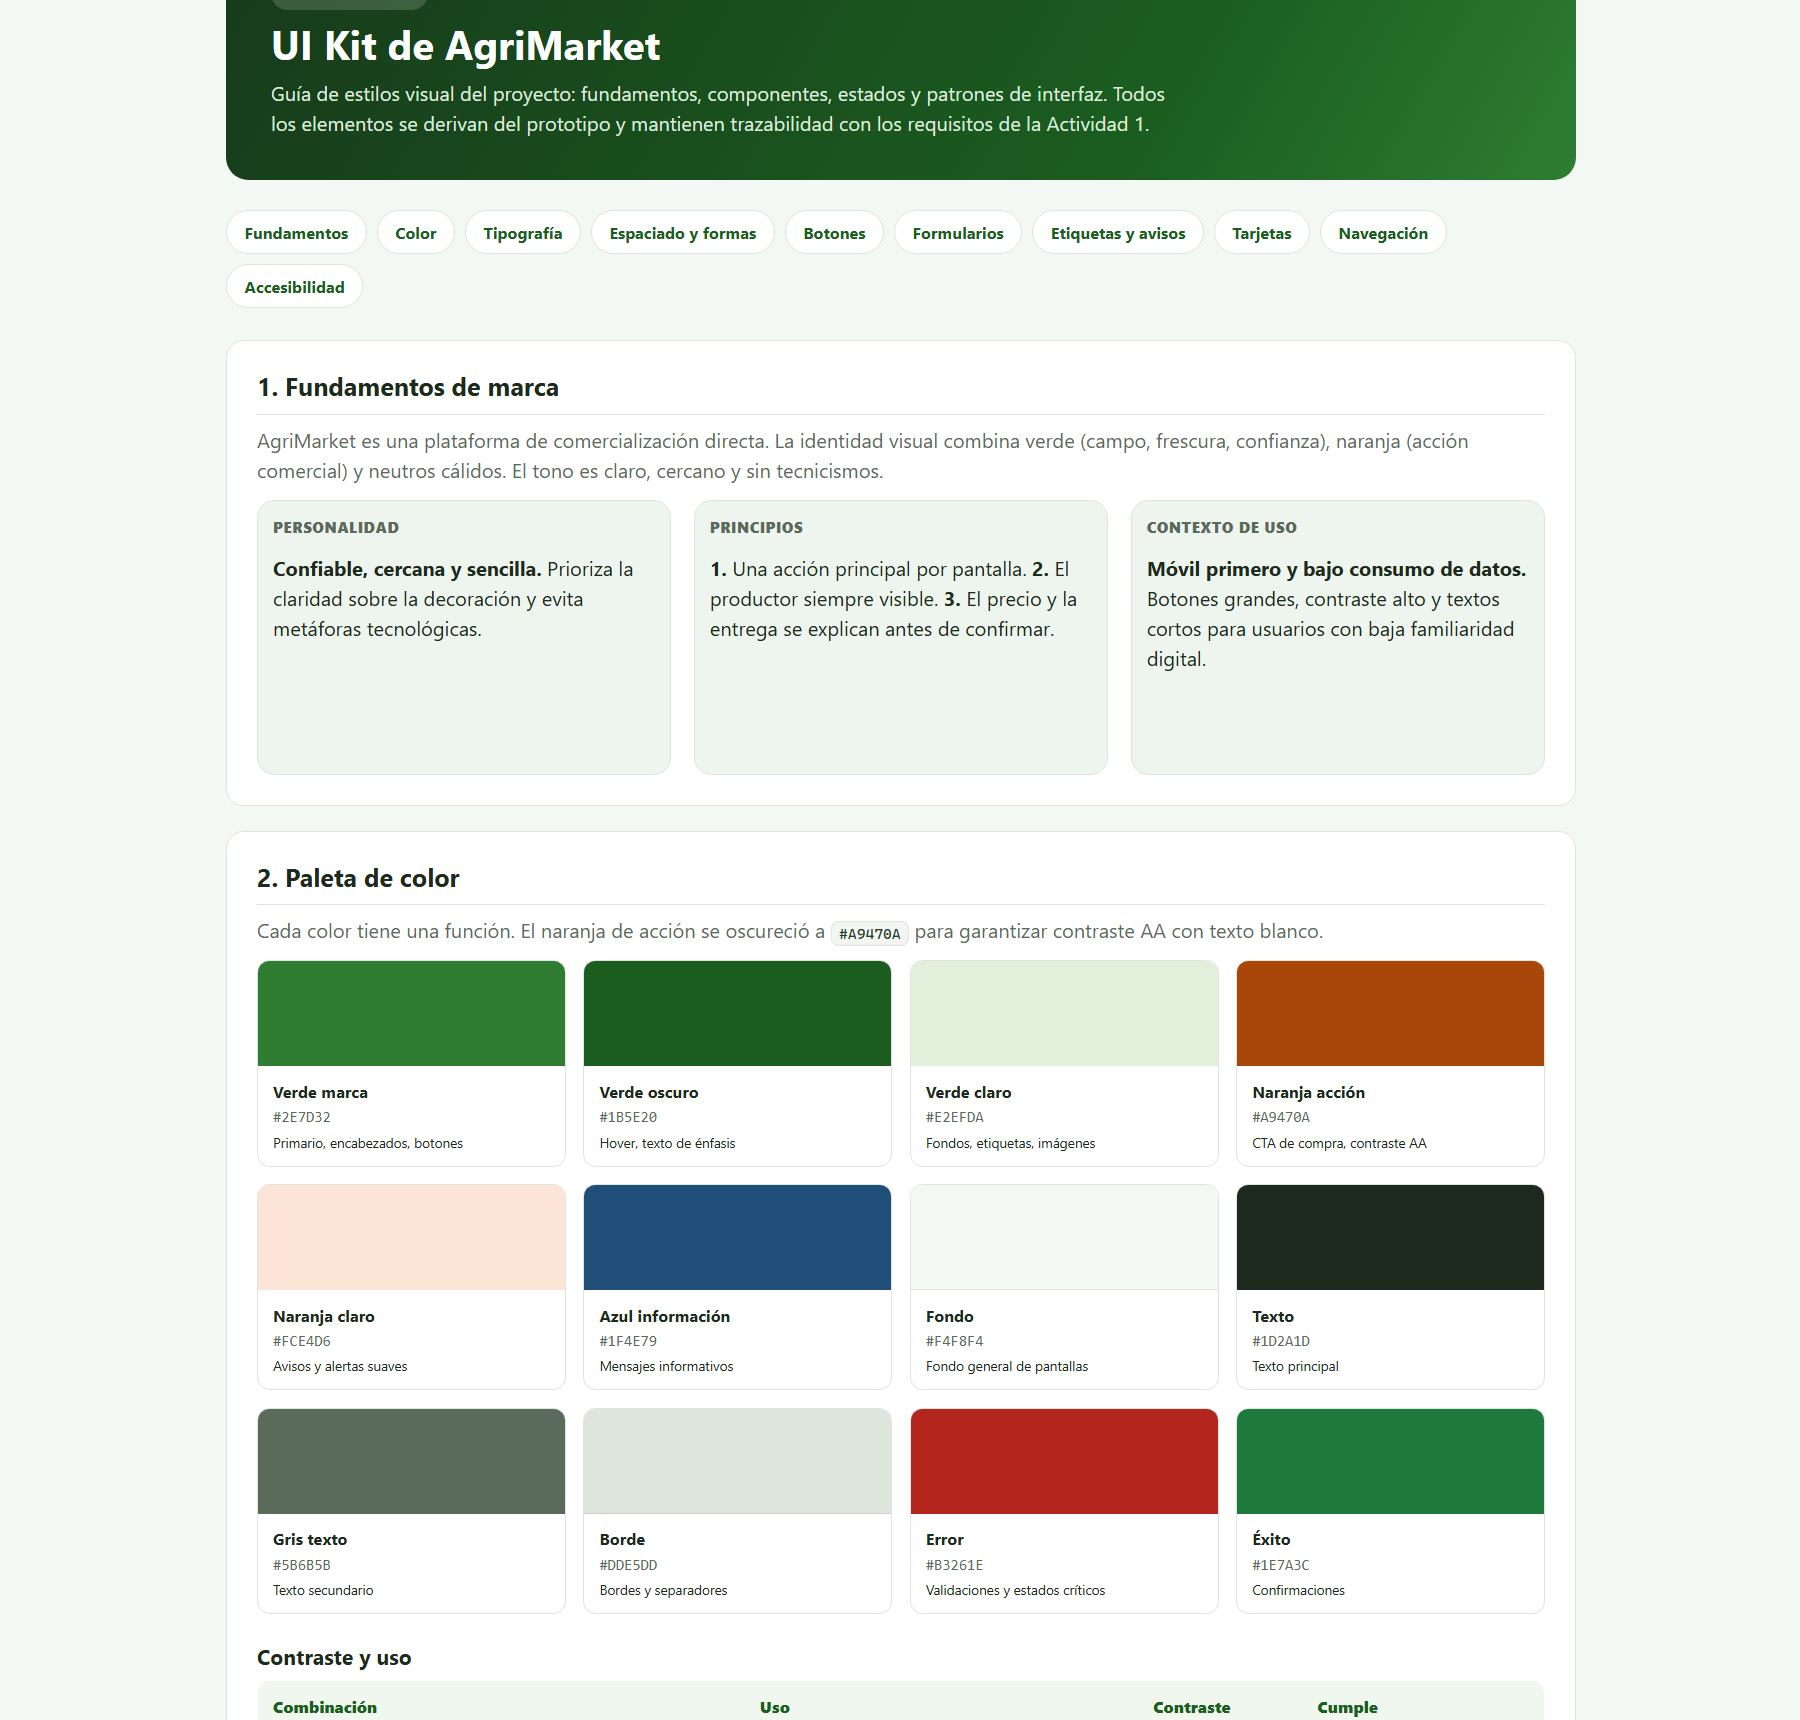 UI Kit de AgriMarket
Guía de estilos visual del proyecto: fundamentos, componentes, estados y patrones de interfaz. Todos
los elementos se derivan del prototipo y mantienen trazabilidad con los requisitos de la Actividad 1.
Fundamentos
Color
Tipografía
Espaciado y formas
Botones
Formularios
Etiquetas y avisos
Tarjetas
Navegación
Accesibilidad
1. Fundamentos de marca
AgriMarket es una plataforma de comercialización directa. La identidad visual combina verde (campo, frescura, confianza), naranja (acción
comercial) y neutros cálidos. El tono es claro, cercano y sin tecnicismos.
PERSONALIDAD
Confiable, cercana y sencilla. Prioriza la
claridad sobre la decoración y evita
metáforas tecnológicas.
PRINCIPIOS
1. Una acción principal por pantalla. 2. El
productor siempre visible. 3. El precio y la
entrega se explican antes de confirmar.
CONTEXTO DE USO
Móvil primero y bajo consumo de datos.
Botones grandes, contraste alto y textos
cortos para usuarios con baja familiaridad
digital.
2. Paleta de color
Cada color tiene una función. El naranja de acción se oscureció a #A9470A para garantizar contraste AA con texto blanco.
Verde marca
#2E7D32
Primario, encabezados, botones
Verde oscuro
#1B5E20
Hover, texto de énfasis
Verde claro
#E2EFDA
Fondos, etiquetas, imágenes
Naranja acción
#A9470A
CTA de compra, contraste AA
Naranja claro
#FCE4D6
Avisos y alertas suaves
Azul información
#1F4E79
Mensajes informativos
Fondo
#F4F8F4
Fondo general de pantallas
Texto
#1D2A1D
Texto principal
Gris texto
#5B6B5B
Texto secundario
Borde
#DDE5DD
Bordes y separadores
Error
#B3261E
Validaciones y estados críticos
Éxito
#1E7A3C
Confirmaciones
Contraste y uso
Combinación
Uso
Contraste
Cumple